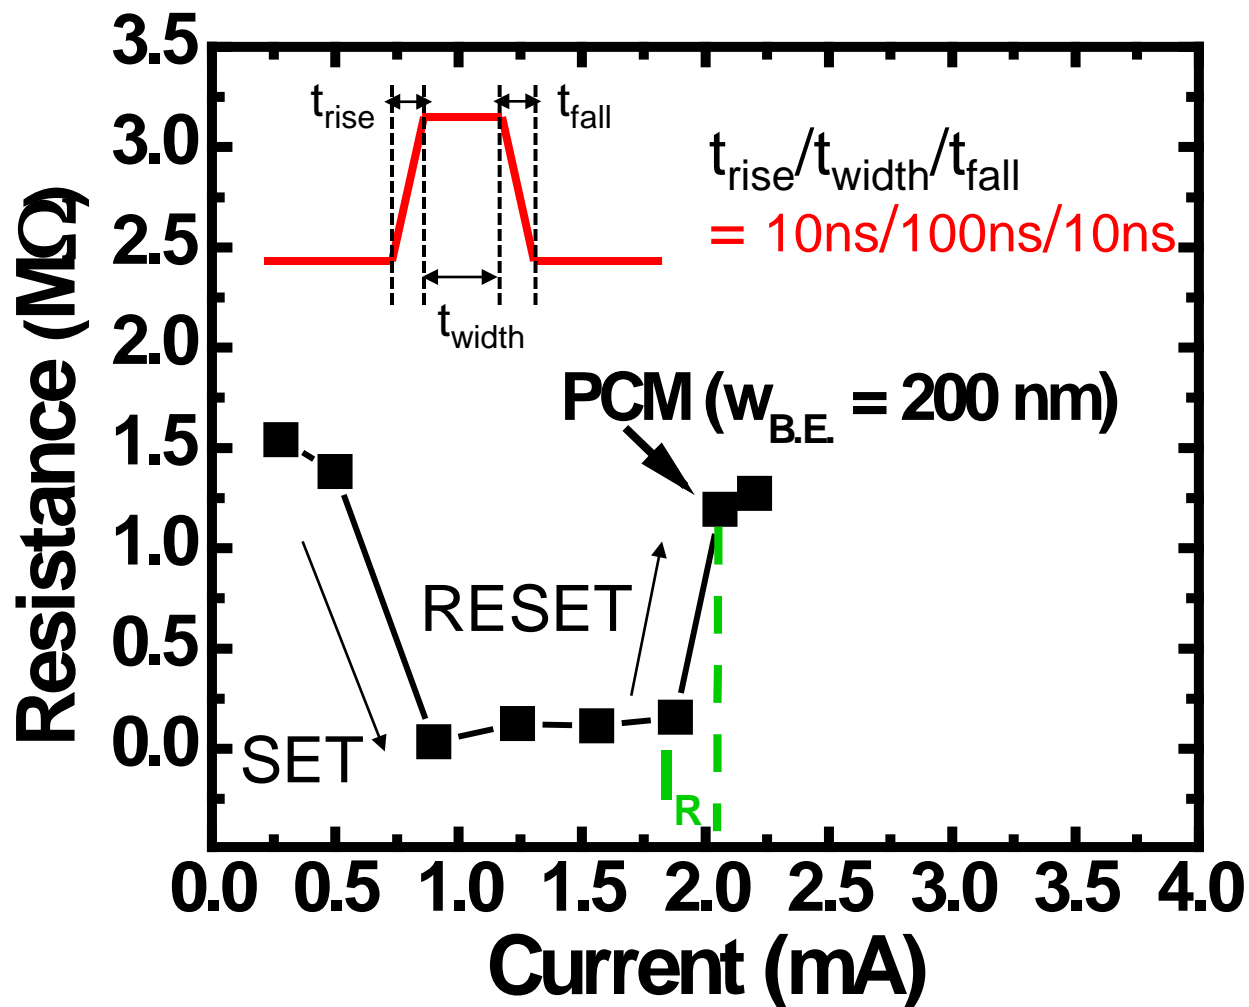 3.5
3.0
2.5
2.0
1.5
1.0
0.5
0.0
Resistance (MΩ)
t_rise
t_fall
t_width
t_rise/t_width/t_fall
= 10ns/100ns/10ns
PCM (w_B.E. = 200 nm)
RESET
SET
I_R
0.0 0.5 1.0 1.5 2.0 2.5 3.0 3.5 4.0
Current (mA)